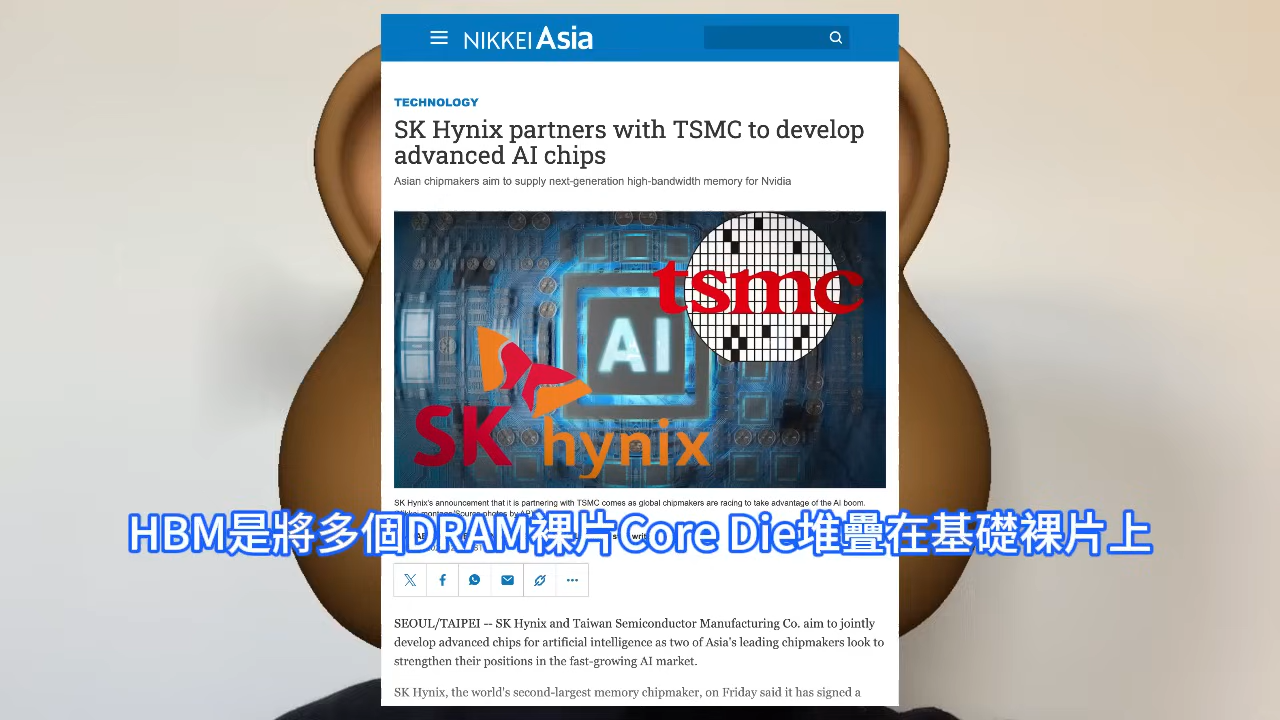 NIKKEI Asia
TECHNOLOGY
SK Hynix partners with TSMC to develop
advanced AI chips
Asian chipmakers aim to supply next-generation high-bandwidth memory for Nvidia
tsmc
AI
SK hynix
SK Hynix's announcement that it is partnering with TSMC comes as global chipmakers are racing to take advantage of the AI boom.
HBM是將多個DRAM裸片Core Die堆疊在基礎裸片上
SEOUL/TAIPEI -- SK Hynix and Taiwan Semiconductor Manufacturing Co. aim to jointly
develop advanced chips for artificial intelligence as two of Asia's leading chipmakers look to
strengthen their positions in the fast-growing AI market.
SK Hynix, the world's second-largest memory chipmaker, on Friday said it has signed a